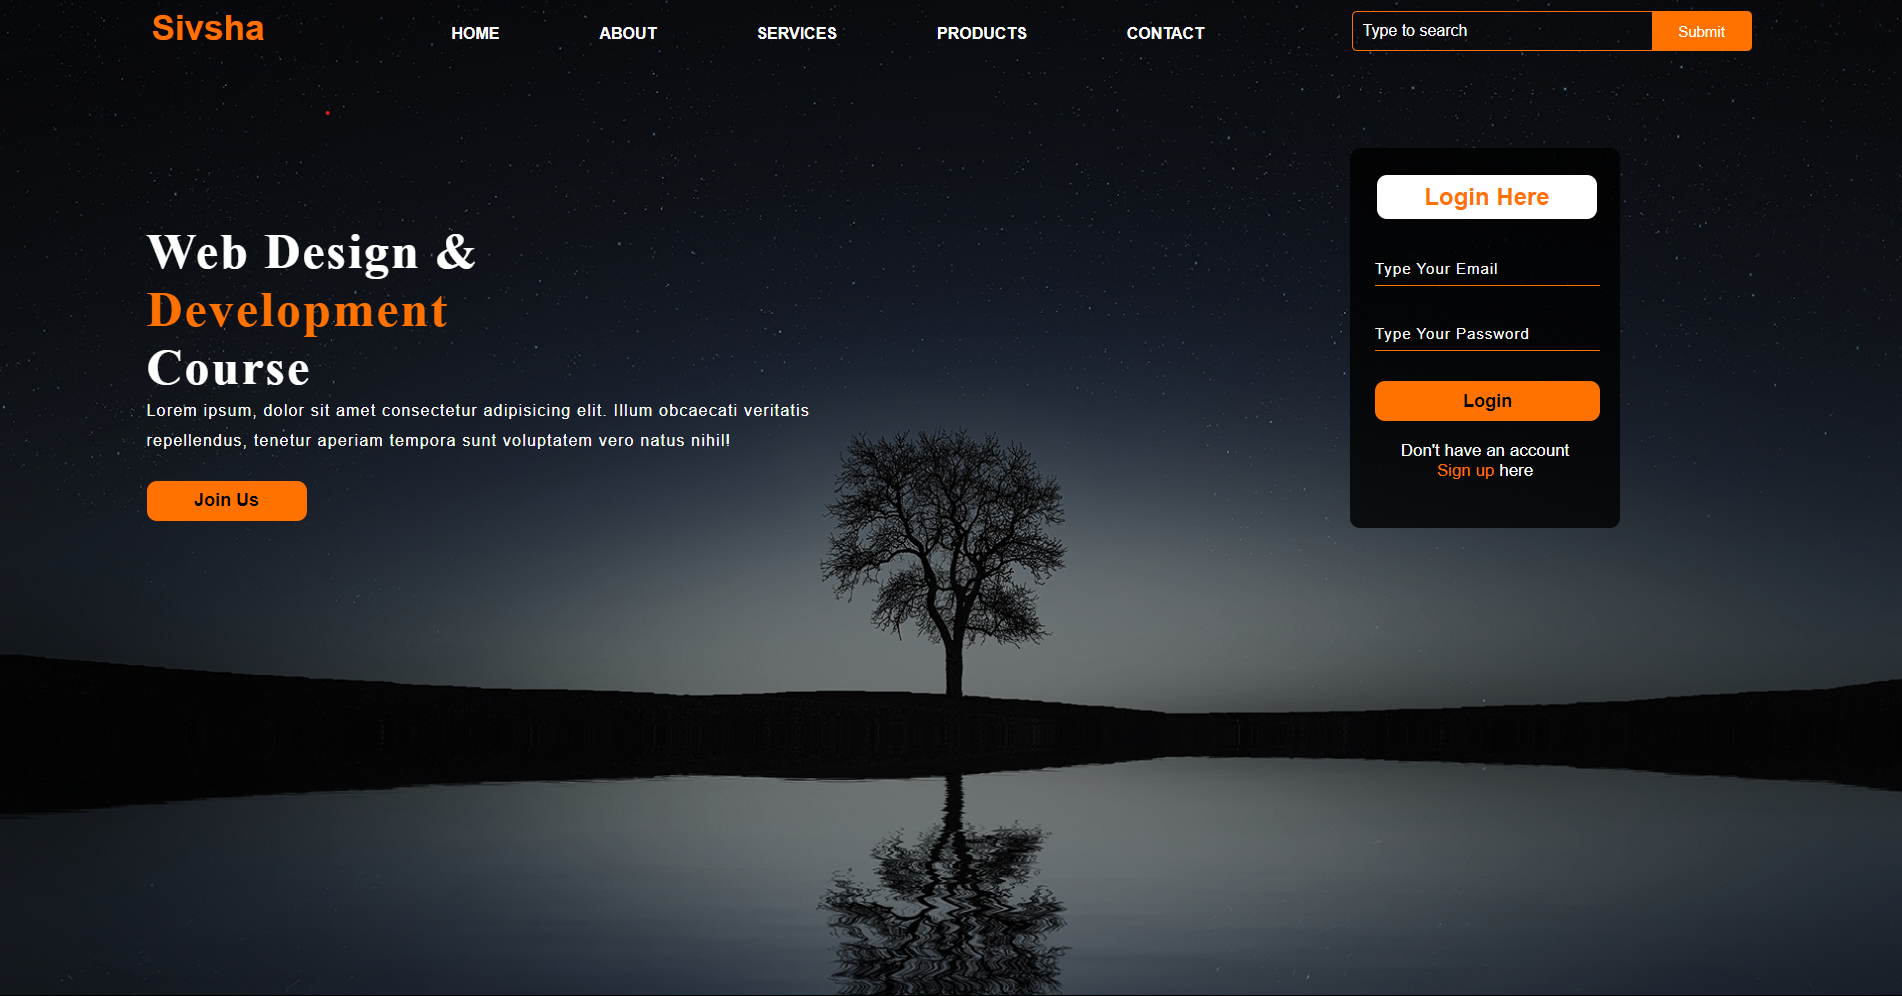 Sivsha
HOME
ABOUT
SERVICES
PRODUCTS
CONTACT
Type to search
Submit
Web Design &
Development
Course
Lorem ipsum, dolor sit amet consectetur adipisicing elit. Illum obcaecati veritatis
repellendus, tenetur aperiam tempora sunt voluptatem vero natus nihil!
Join Us
Login Here
Type Your Email
Type Your Password
Login
Don't have an account
Sign up here